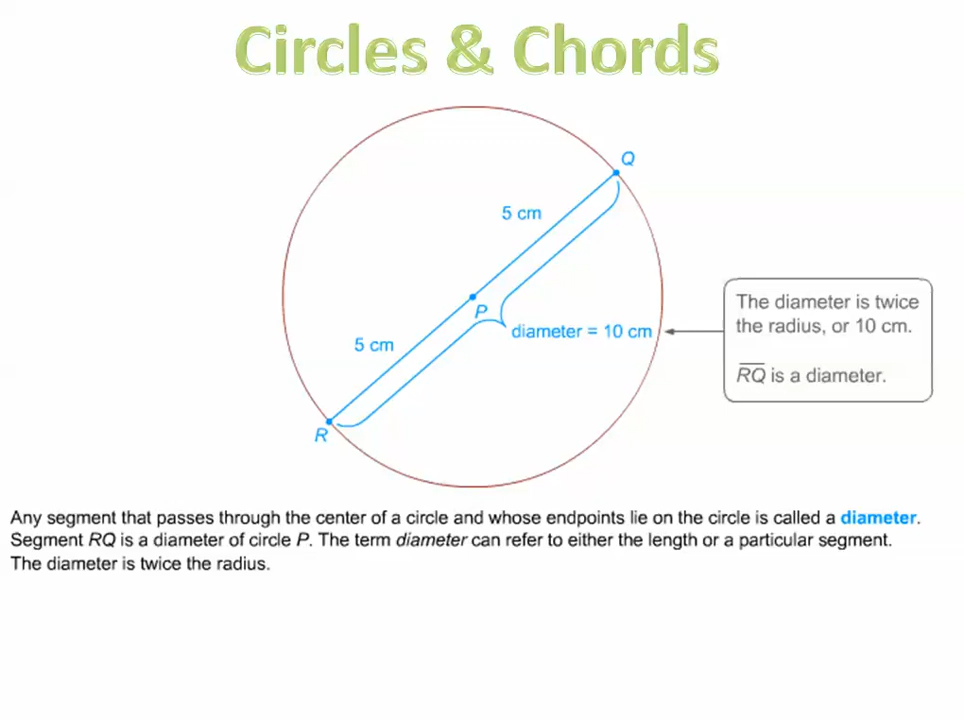 Circles & Chords
Q
5 cm
P
diameter = 10 cm
5 cm
R
The diameter is twice
the radius, or 10 cm.
RQ is a diameter.
Any segment that passes through the center of a circle and whose endpoints lie on the circle is called a diameter.
Segment RQ is a diameter of circle P. The term diameter can refer to either the length or a particular segment.
The diameter is twice the radius.